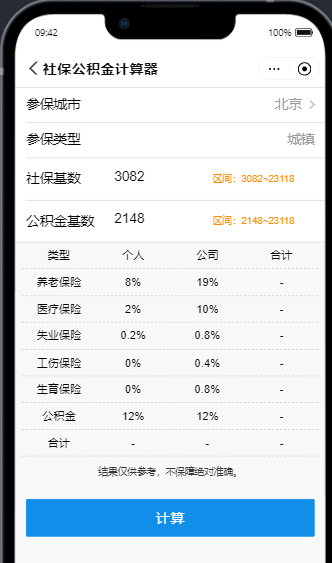 09:42 100%
社保公积金计算器
参保城市 北京
参保类型 城镇
社保基数 3082 区间：3082~23118
公积金基数 2148 区间：2148~23118
类型 个人 公司 合计
养老保险 8% 19% -
医疗保险 2% 10% -
失业保险 0.2% 0.8% -
工伤保险 0% 0.4% -
生育保险 0% 0.8% -
公积金 12% 12% -
合计 - - -
结果仅供参考，不保障绝对准确。
计算